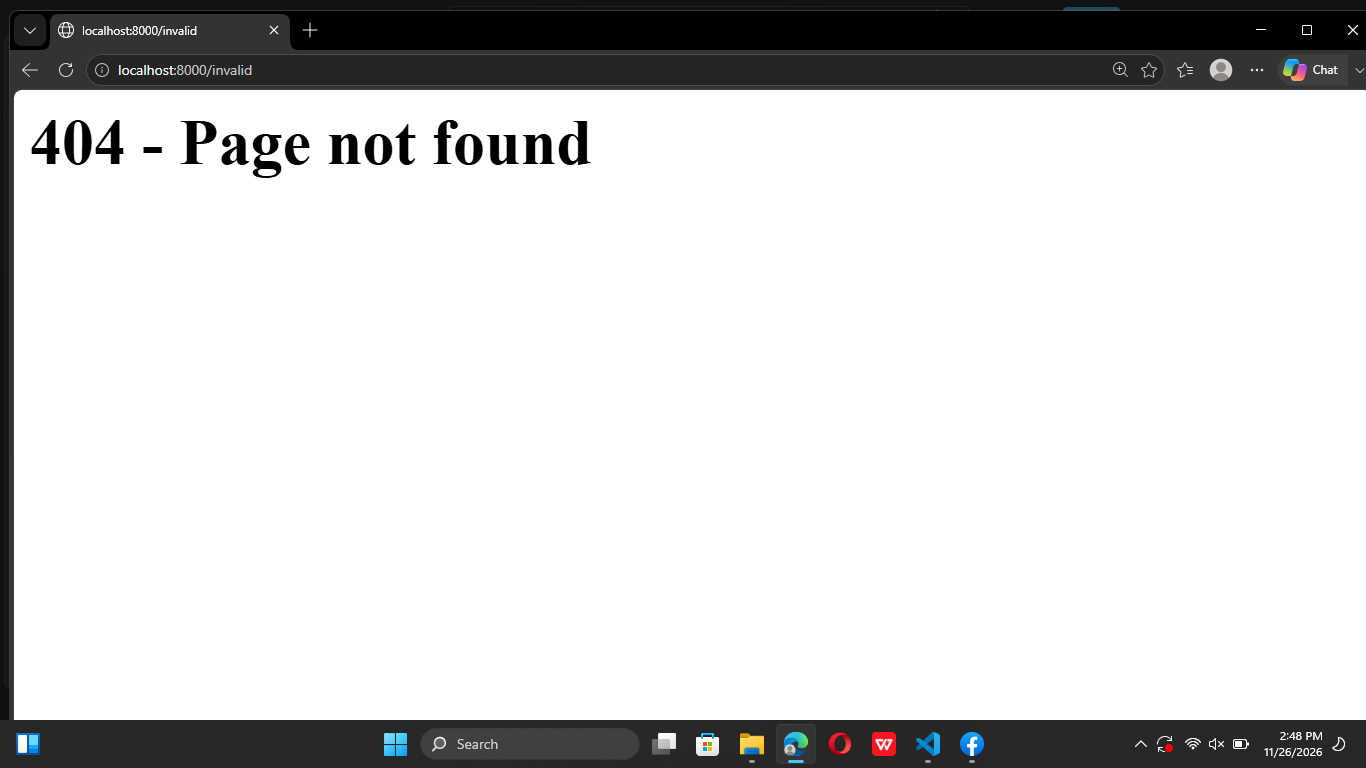 localhost:8000/invalid
localhost:8000/invalid
Chat
404 - Page not found
Search
2:48 PM
11/26/2026